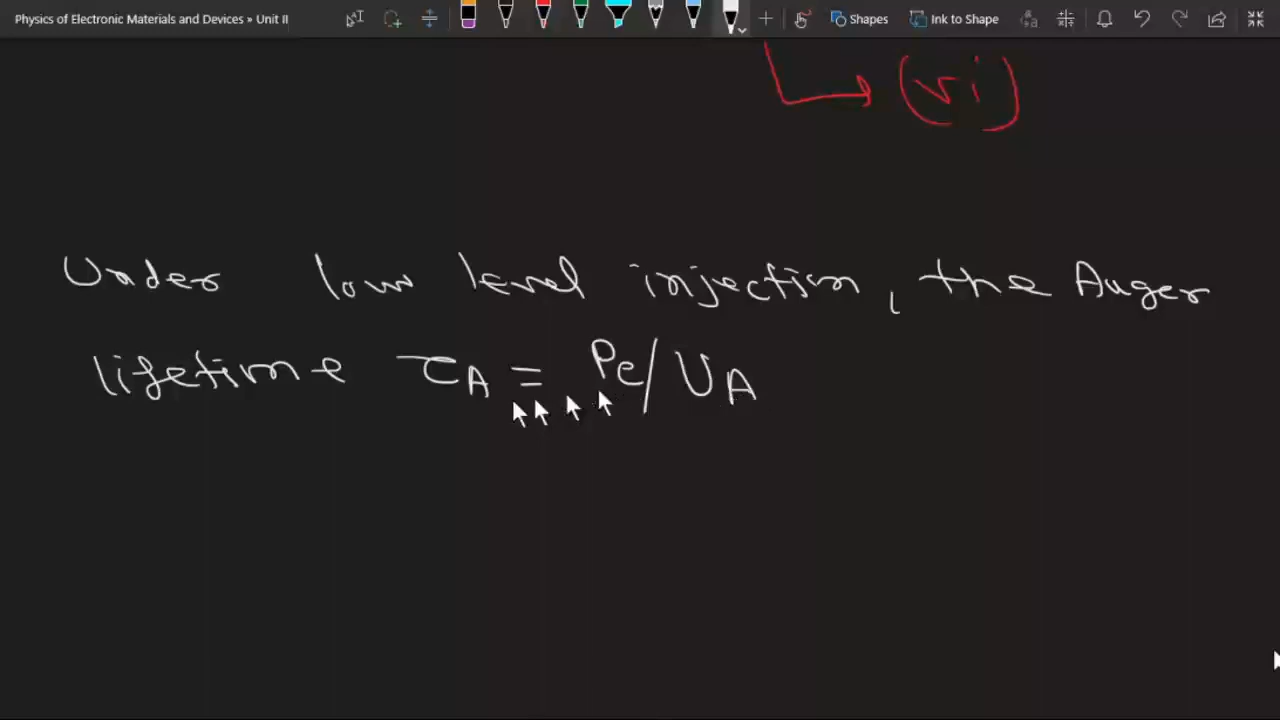 Physics of Electronic Materials and Devices » Unit II
Shapes
Ink to Shape
(vi)
Under low level injection, the Auger
lifetime τA = Pe/UA